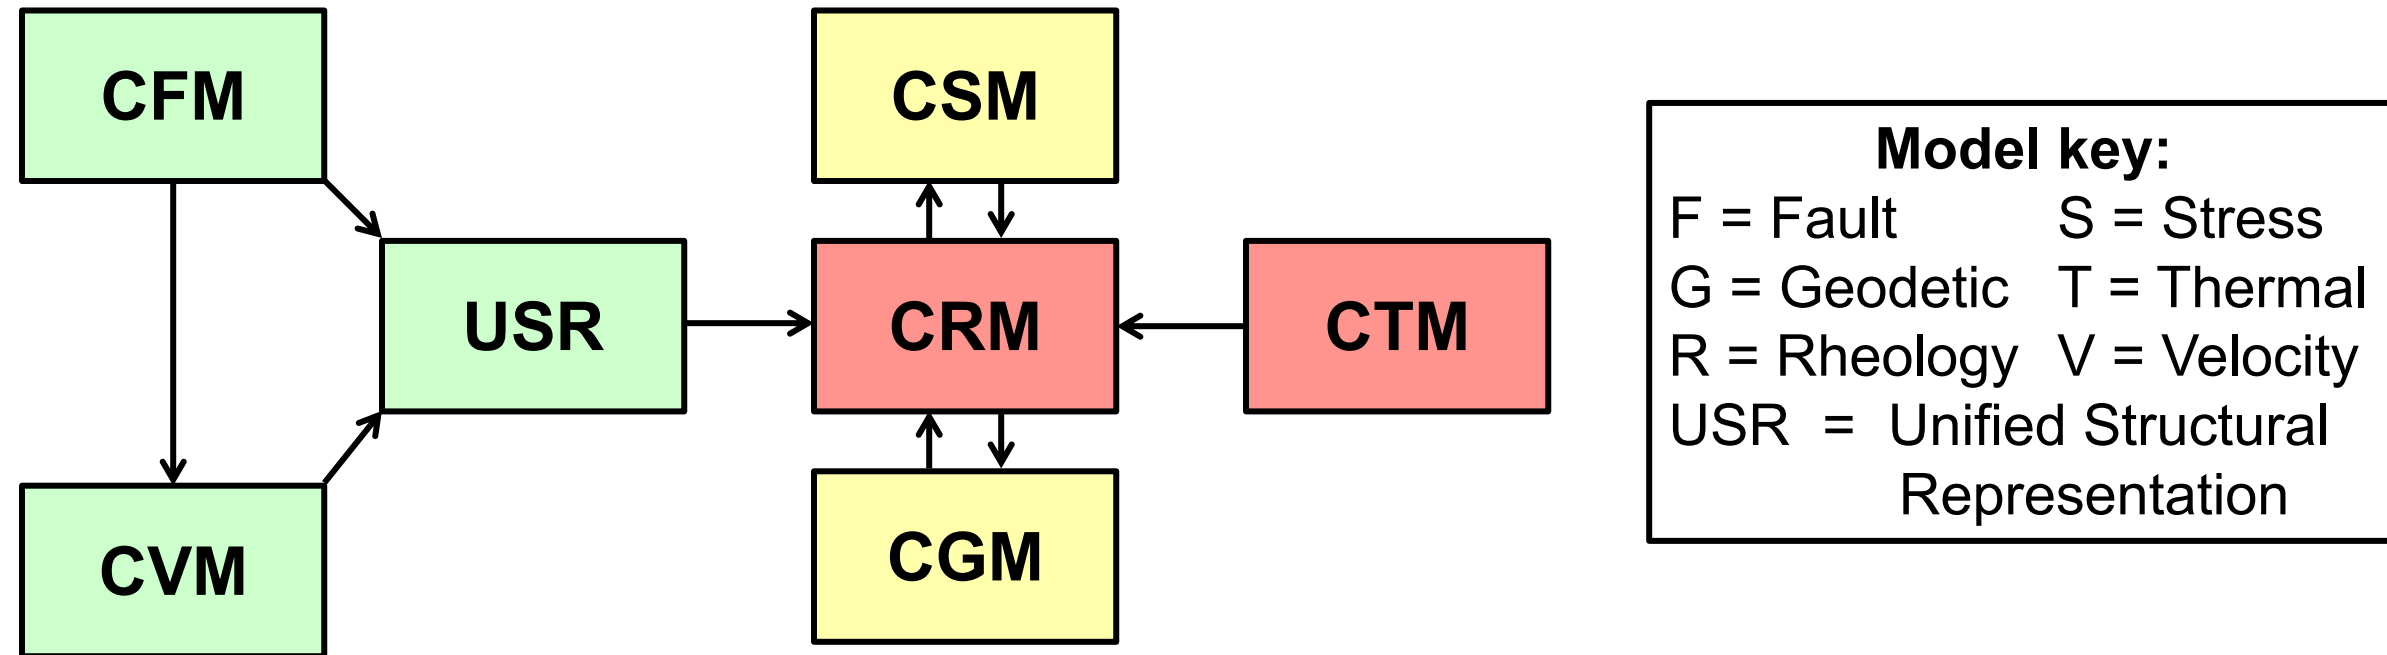 CFM
CSM
USR
CRM
CTM
CVM
CGM
Model key:
F = Fault S = Stress
G = Geodetic T = Thermal
R = Rheology V = Velocity
USR = Unified Structural
Representation